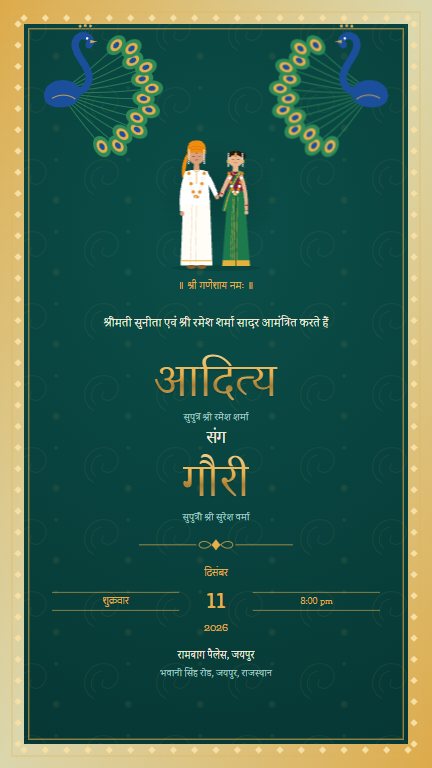 ॥ श्री गणेशाय नमः ॥
श्रीमती सुनीता एवं श्री रमेश शर्मा सादर आमंत्रित करते हैं
आदित्य
सुपुत्र श्री रमेश शर्मा
संग
गौरी
सुपुत्री श्री सुरेश वर्मा
दिसंबर
शुक्रवार 11 8:00 pm
2026
रामबाग पैलेस, जयपुर
भवानी सिंह रोड, जयपुर, राजस्थान